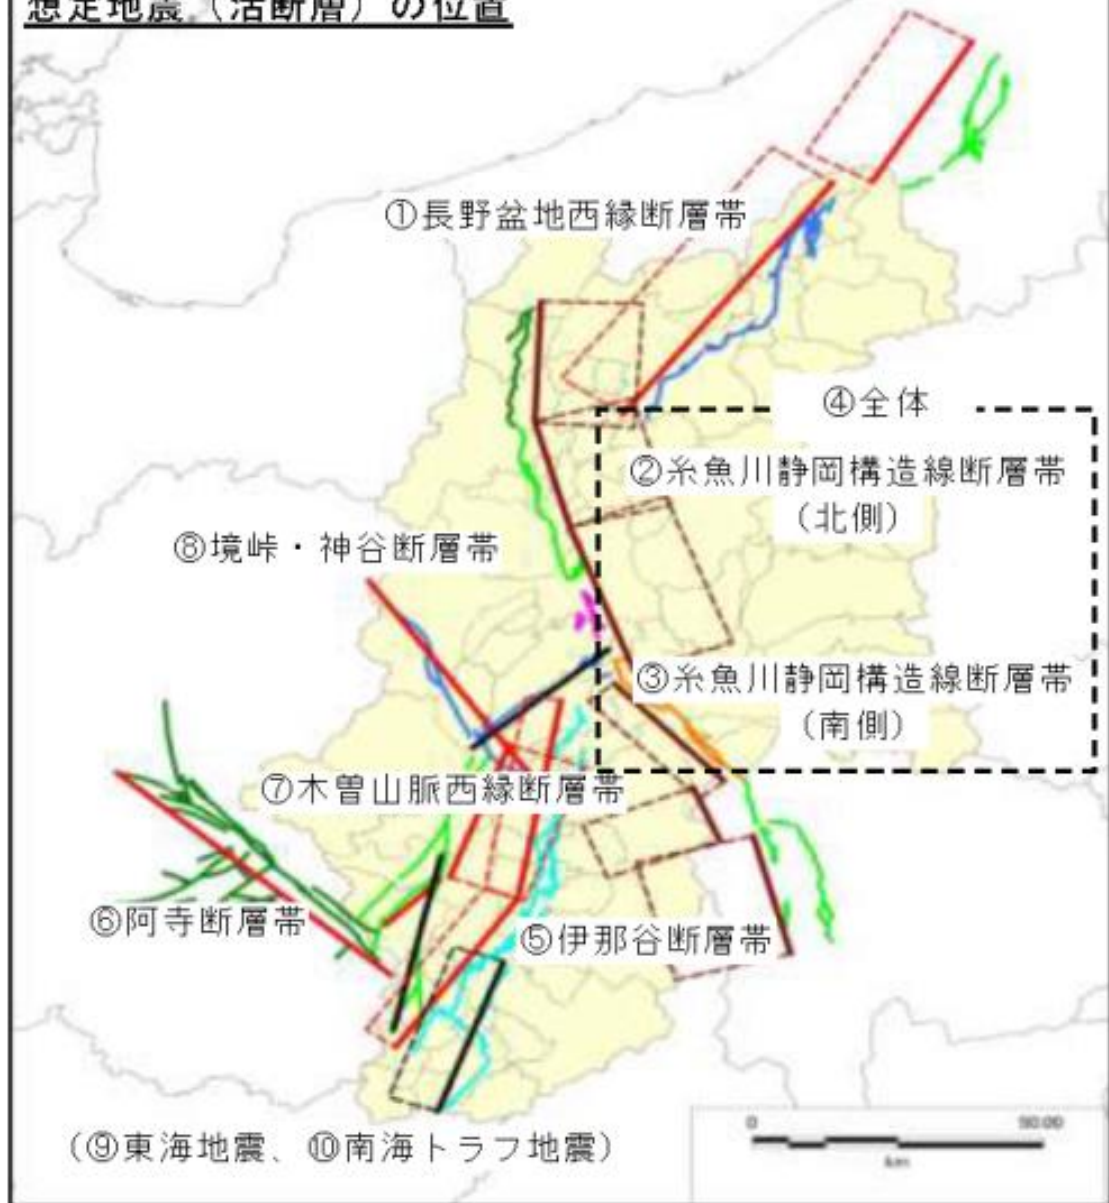 想定地震（活断層）の位置
①長野盆地西縁断層帯
④全体
②糸魚川静岡構造線断層帯
（北側）
⑧境峠・神谷断層帯
③糸魚川静岡構造線断層帯
（南側）
⑦木曽山脈西縁断層帯
⑥阿寺断層帯
⑤伊那谷断層帯
（⑨東海地震、⑩南海トラフ地震）
0
km